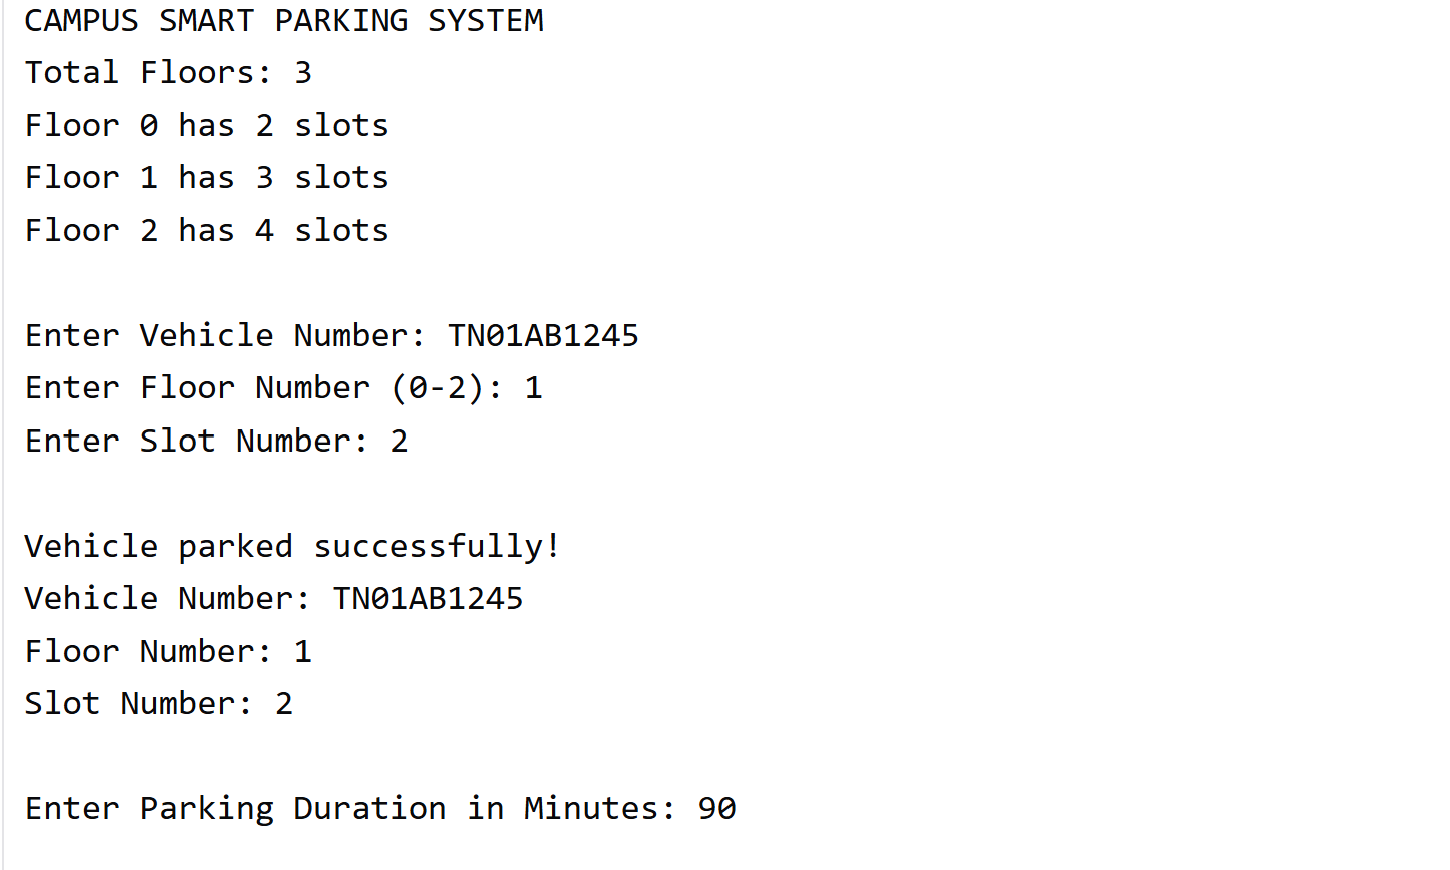 CAMPUS SMART PARKING SYSTEM
Total Floors: 3
Floor 0 has 2 slots
Floor 1 has 3 slots
Floor 2 has 4 slots
Enter Vehicle Number: TN01AB1245
Enter Floor Number (0-2): 1
Enter Slot Number: 2
Vehicle parked successfully!
Vehicle Number: TN01AB1245
Floor Number: 1
Slot Number: 2
Enter Parking Duration in Minutes: 90